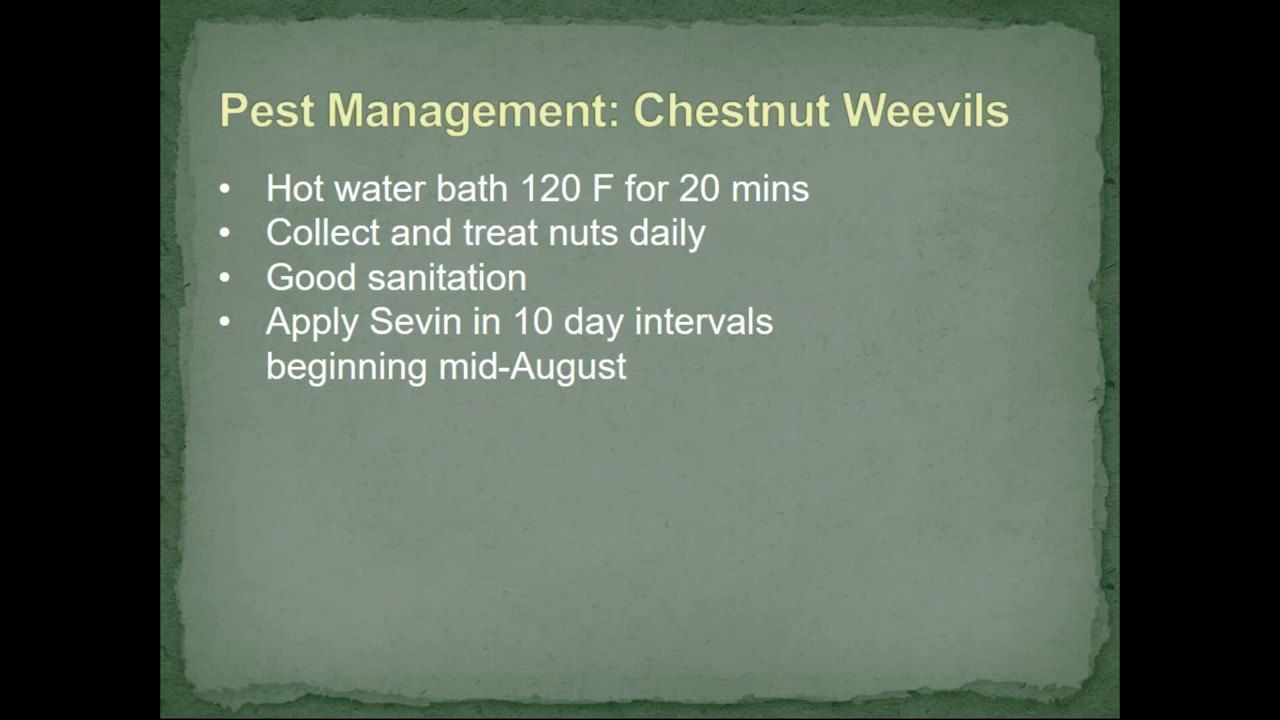 Pest Management: Chestnut Weevils
• Hot water bath 120 F for 20 mins
• Collect and treat nuts daily
• Good sanitation
• Apply Sevin in 10 day intervals
beginning mid-August